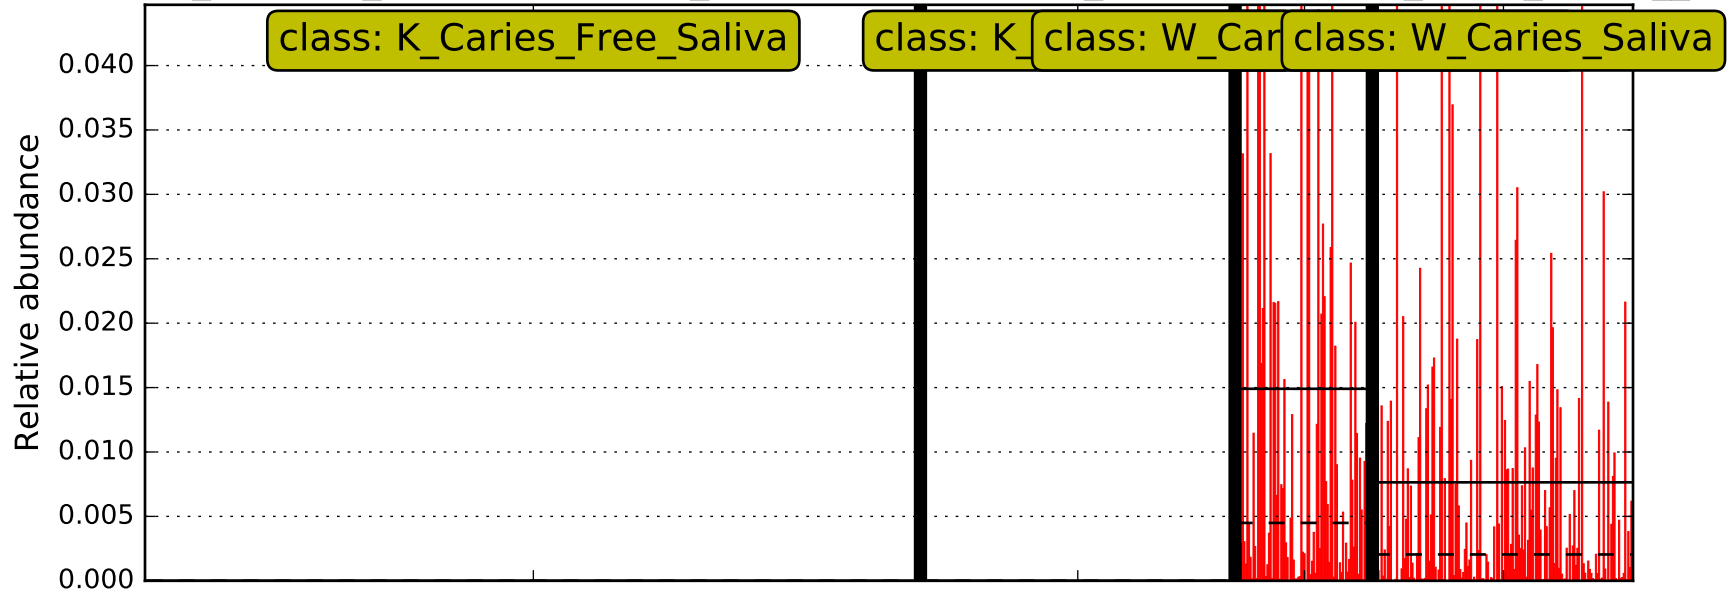 class: K_Caries_Free_Saliva
class: K_
class: W_Car
class: W_Caries_Saliva
Relative abundance
0.040
0.035
0.030
0.025
0.020
0.015
0.010
0.005
0.000